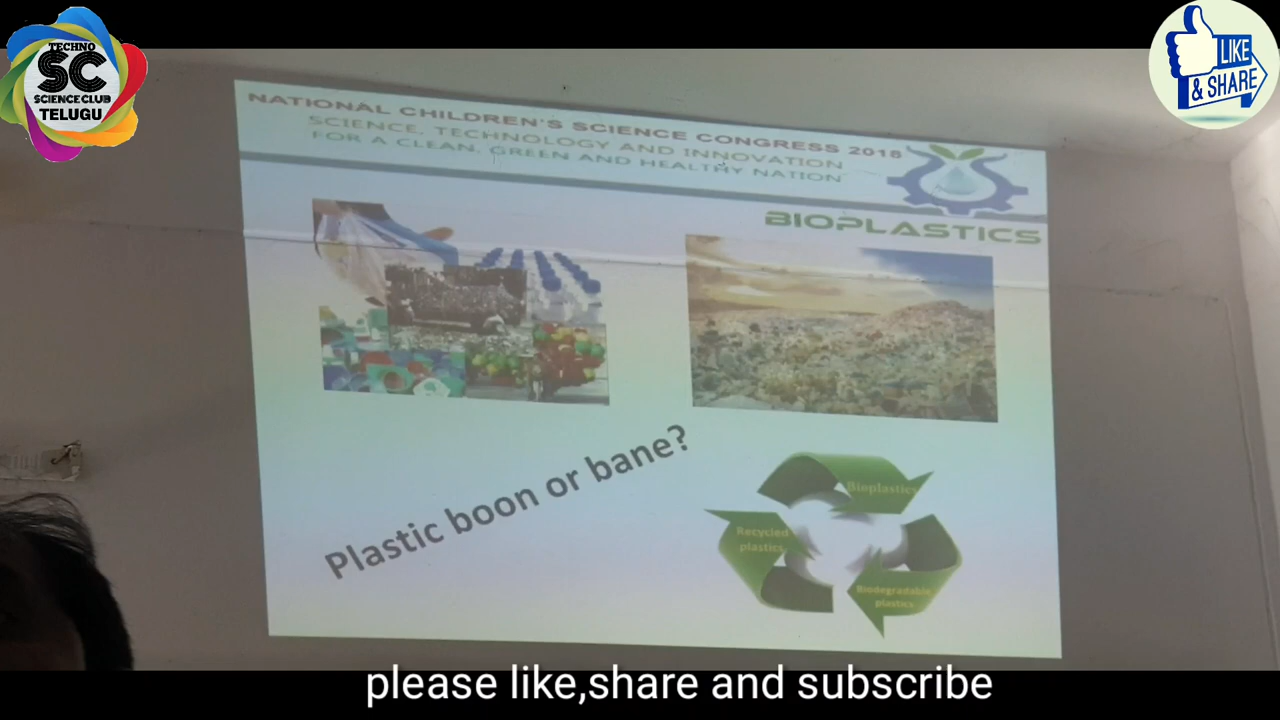 TECHNO
SC
SCIENCE CLUB
TELUGU
LIKE
& SHARE
NATIONAL CHILDREN'S SCIENCE CONGRESS 2018
SCIENCE, TECHNOLOGY AND INNOVATION
FOR A CLEAN, GREEN AND HEALTHY NATION
BIOPLASTICS
Plastic boon or bane?
Bioplastics
Recycled
plastics
Biodegradable
plastics
please like,share and subscribe